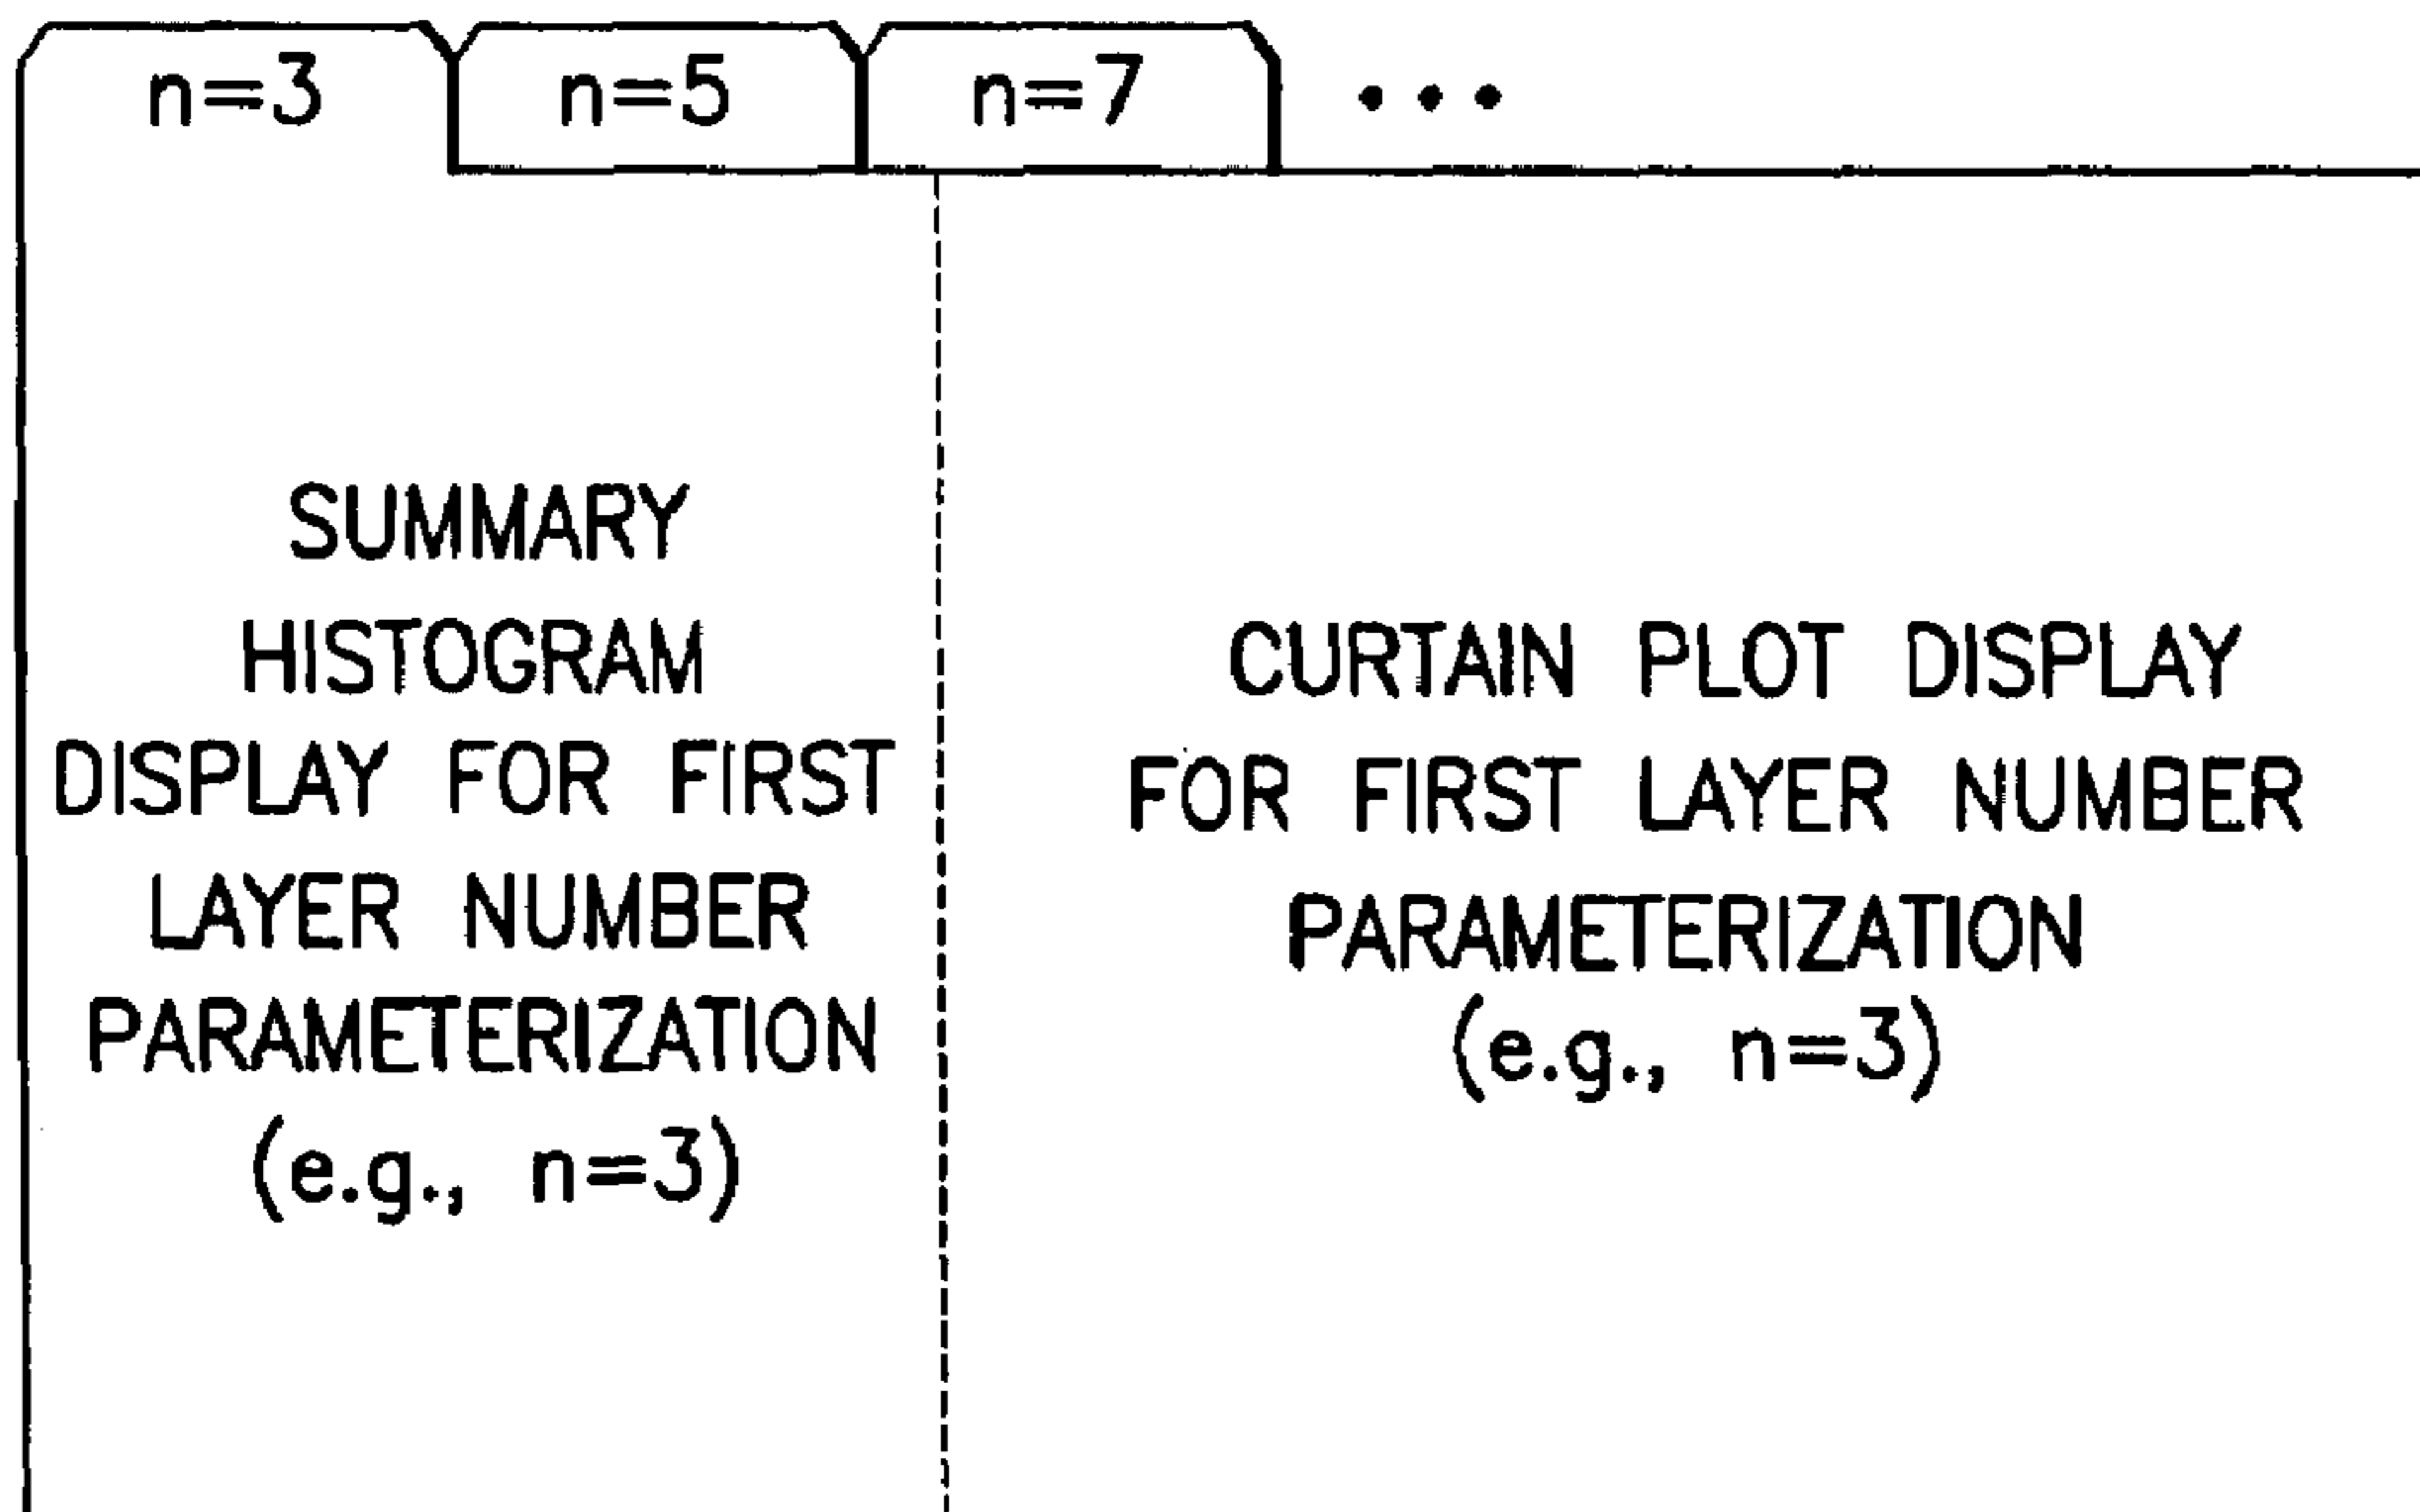 n=3 n=5 n=7 •••
SUMMARY
HISTOGRAM
DISPLAY FOR FIRST
LAYER NUMBER
PARAMETERIZATION
(e.g., n=3)
CURTAIN PLOT DISPLAY
FOR FIRST LAYER NUMBER
PARAMETERIZATION
(e.g., n=3)